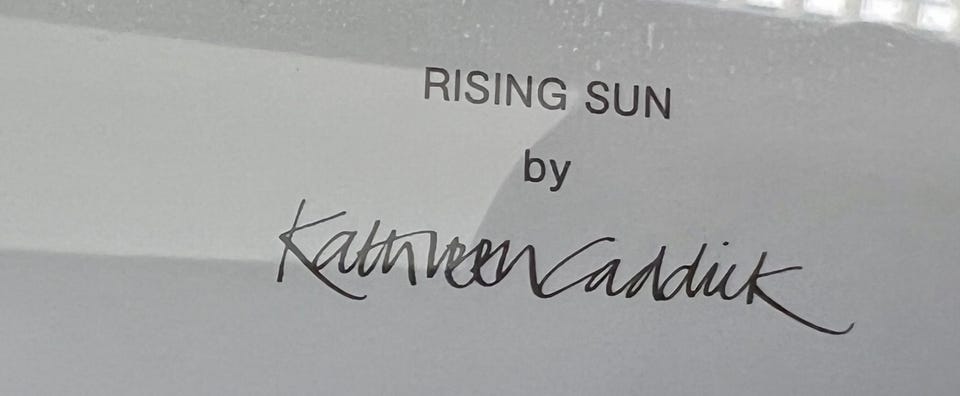 RISING SUN
by
Kathleen Caddick